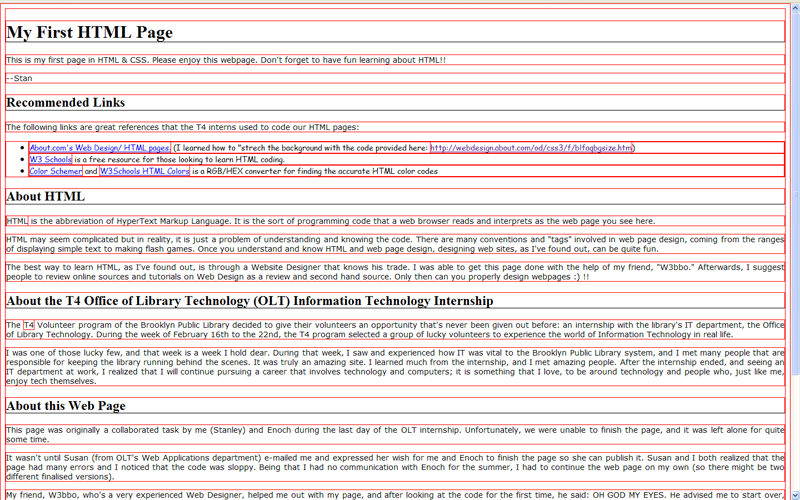 My First HTML Page
This is my first page in HTML & CSS. Please enjoy this webpage. Don't forget to have fun learning about HTML!!
--Stan
Recommended Links
The following links are great references that the T4 interns used to code our HTML pages:
About.com's Web Design/ HTML pages. (I learned how to "strech the background with the code provided here: http://webdesign.about.com/od/css3/f/blfaqbgsize.htm)
W3 Schools is a free resource for those looking to learn HTML coding.
Color Schemer and W3Schools HTML Colors is a RGB/HEX converter for finding the accurate HTML color codes
About HTML
HTML is the abbreviation of HyperText Markup Language. It is the sort of programming code that a web browser reads and interprets as the web page you see here.
HTML may seem complicated but in reality, it is just a problem of understanding and knowing the code. There are many conventions and "tags" involved in web page design, coming from the ranges
of displaying simple text to making flash games. Once you understand and know HTML and web page design, designing web sites, as I've found out, can be quite fun.
The best way to learn HTML, as I've found out, is through a Website Designer that knows his trade. I was able to get this page done with the help of my friend, "W3bbo." Afterwards, I suggest
people to review online sources and tutorials on Web Design as a review and second hand source. Only then can you properly design webpages :) !!
About the T4 Office of Library Technology (OLT) Information Technology Internship
The T4 Volunteer program of the Brooklyn Public Library decided to give their volunteers an opportunity that's never been given out before: an internship with the library's IT department, the Office
of Library Technology. During the week of February 16th to the 22nd, the T4 program selected a group of lucky volunteers to experience the world of Information Technology in real life.
I was one of those lucky few, and that week is a week I hold dear. During that week, I saw and experienced how IT was vital to the Brooklyn Public Library system, and I met many people that are
responsible for keeping the library running behind the scenes. It was truly an amazing site. I learned much from the internship, and I met amazing people. After the internship ended, and seeing an
IT department at work, I realized that I will continue pursuing a career that involves technology and computers; it is something that I love, to be around technology and people who, just like me,
enjoy tech themselves.
About this Web Page
This page was originally a collaborated task by me (Stanley) and Enoch during the last day of the OLT internship. Unfortunately, we were unable to finish the page, and it was left alone for quite
some time.
It wasn't until Susan (from OLT's Web Applications department) e-mailed me and expressed her wish for me and Enoch to finish the page so she can publish it. Susan and I both realized that the
page had many errors and I noticed that the code was sloppy. Being that I had no communication with Enoch for the summer, I had to continue the web page on my own (so there might be two
different finalised versions).
My friend, W3bbo, who's a very experienced Web Designer, helped me out with my page, and after looking at the code for the first time, he said: OH GOD MY EYES. He advised me to start over,